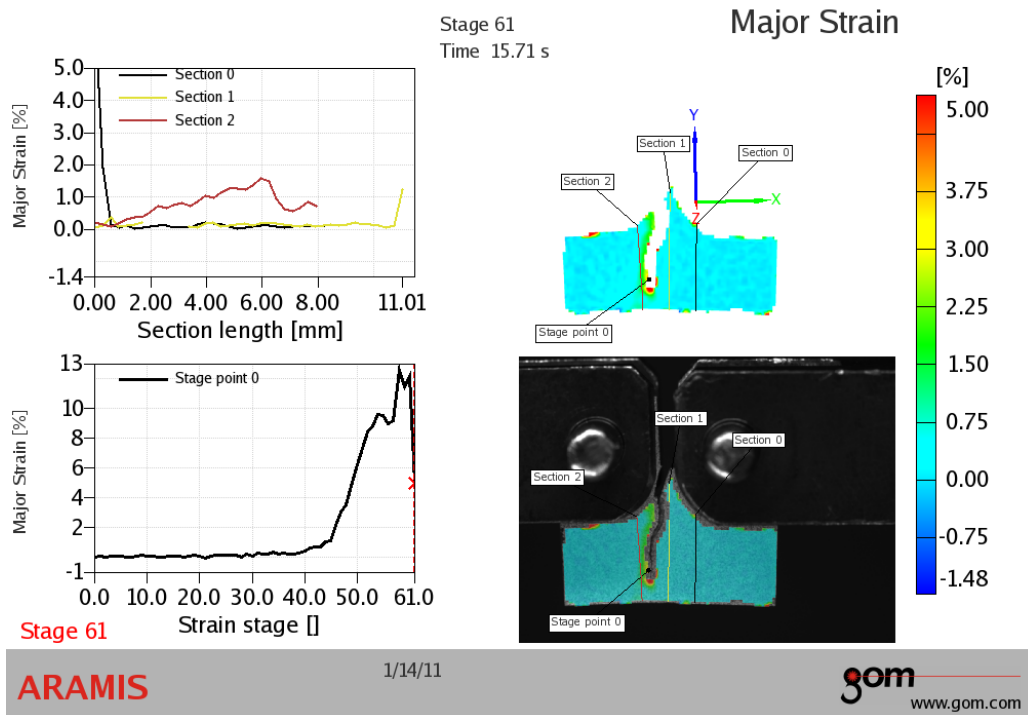 Stage 61
Time 15.71 s
Major Strain
5.0
4.0
3.0
2.0
1.0
0.0
-1.4
Major Strain [%]
Section 0
Section 1
Section 2
0.00 2.00 4.00 6.00 8.00 11.01
Section length [mm]
13
10
8
6
4
2
-1
Major Strain [%]
Stage point 0
0.0 10.0 20.0 30.0 40.0 50.0 61.0
Strain stage []
Stage 61
Y
X
Z
Section 1
Section 0
Section 2
Stage point 0
Section 1
Section 0
Section 2
Stage point 0
[%]
5.00
3.75
3.00
2.25
1.50
0.75
0.00
-0.75
-1.48
ARAMIS
1/14/11
gom
www.gom.com